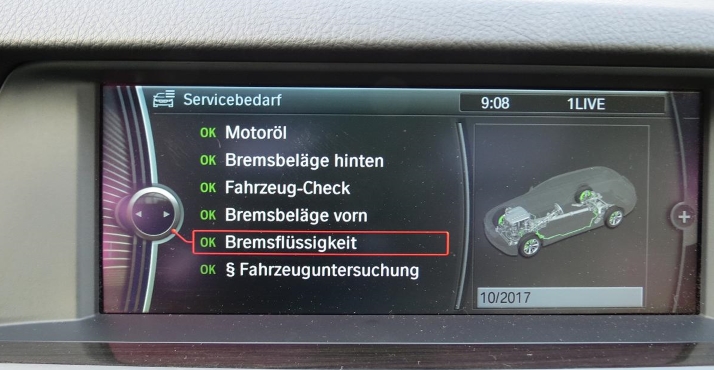 Servicebedarf
9:08 1LIVE
OK Motoröl
OK Bremsbeläge hinten
OK Fahrzeug-Check
OK Bremsbeläge vorn
OK Bremsflüssigkeit
OK § Fahrzeuguntersuchung
10/2017